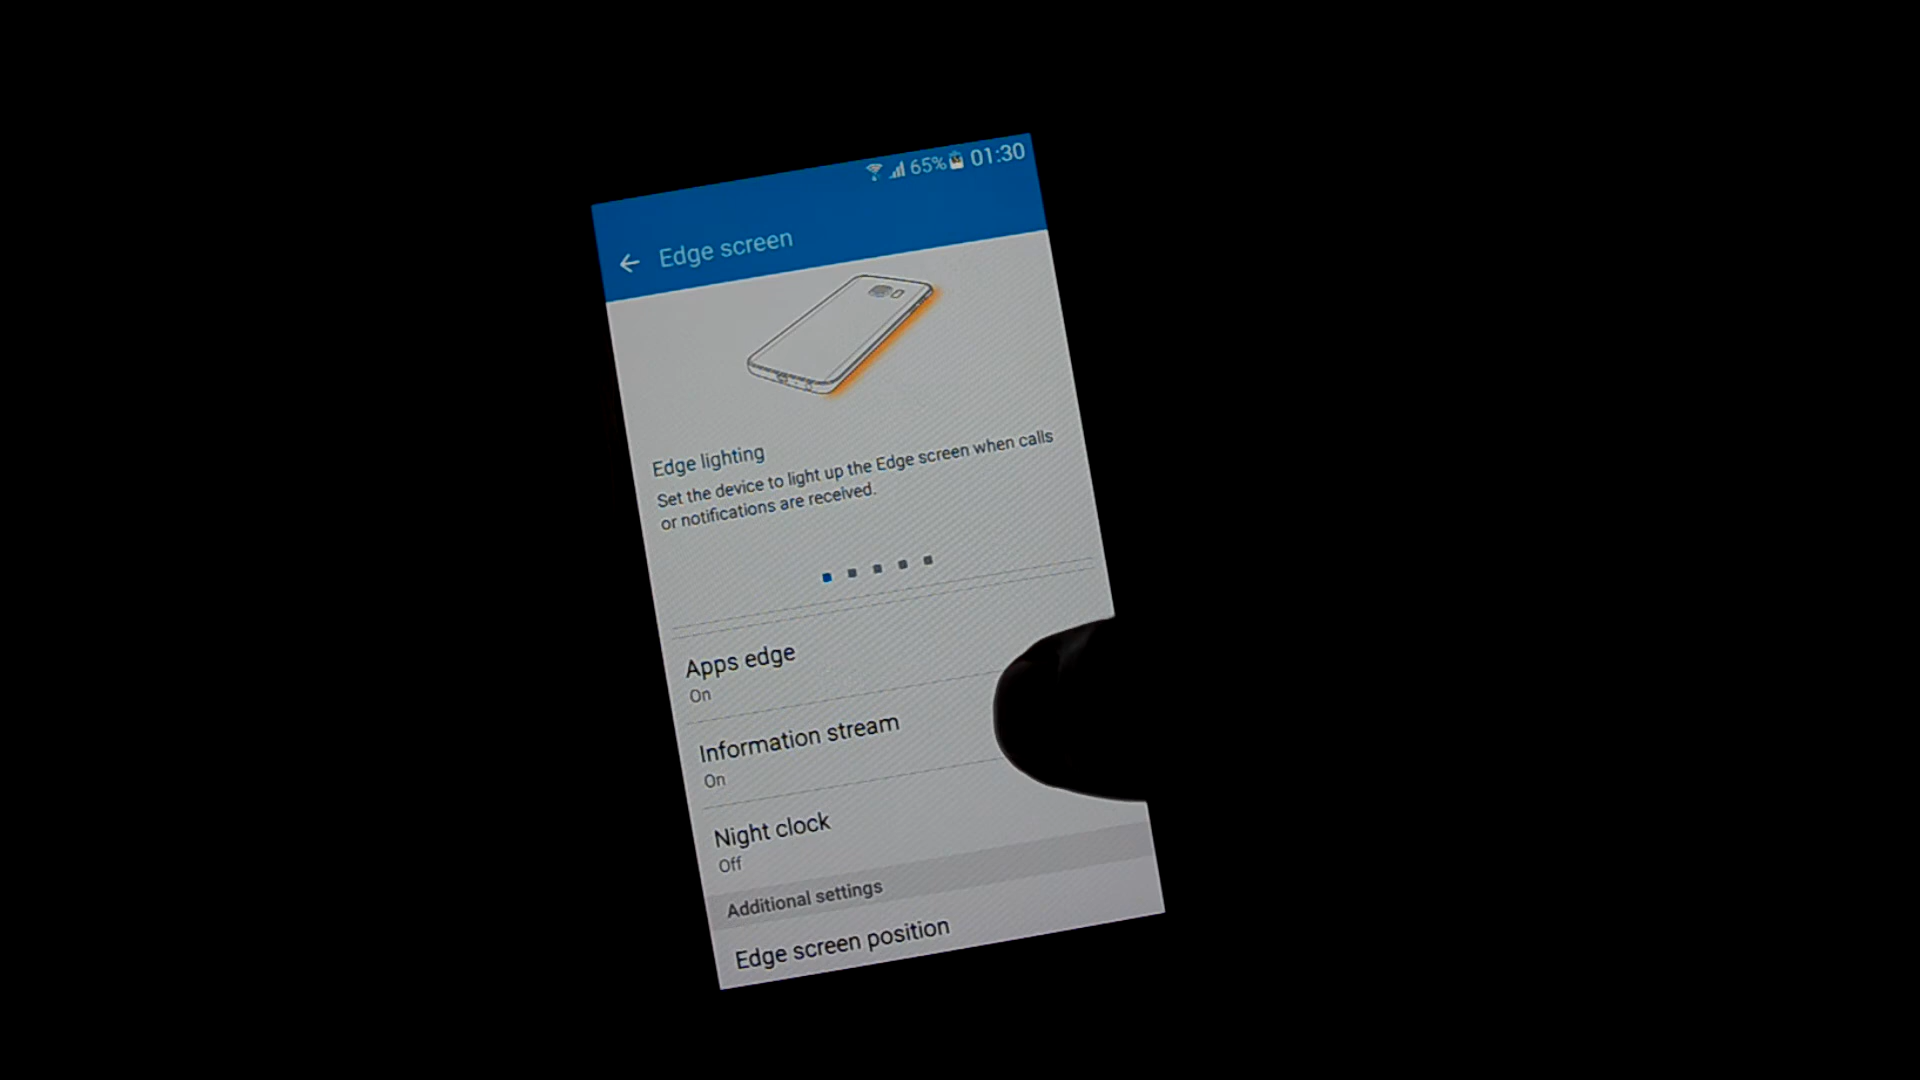 65% 01:30
Edge screen
Edge lighting
Set the device to light up the Edge screen when calls
or notifications are received.
Apps edge
On
Information stream
On
Night clock
Off
Additional settings
Edge screen position